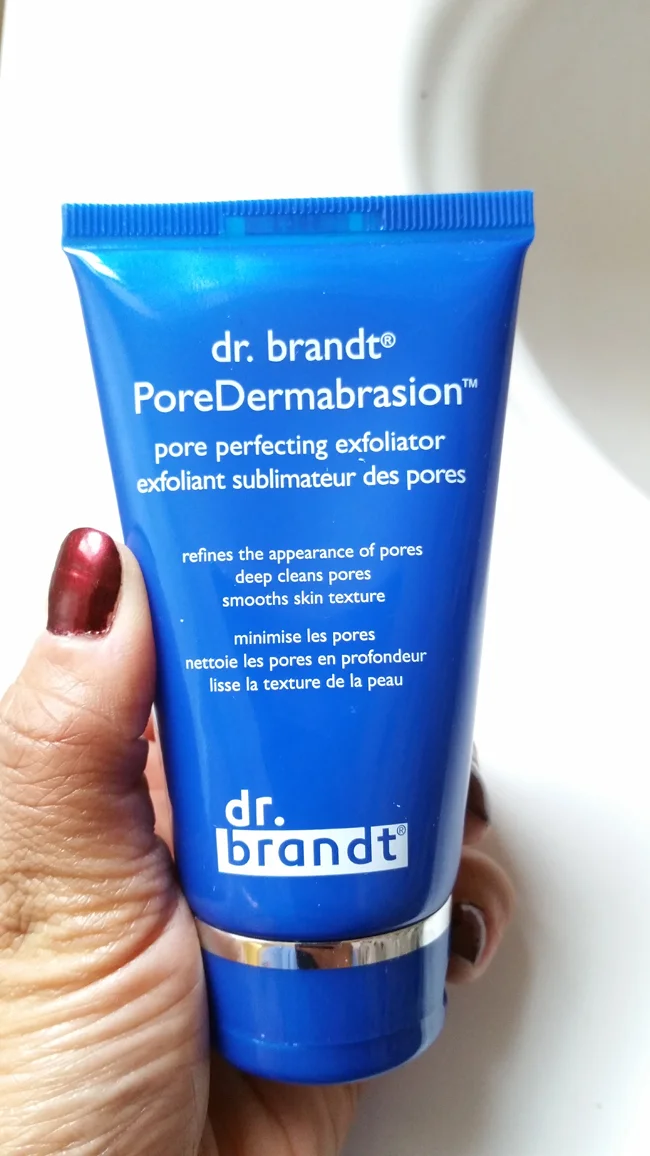 dr. brandt®
PoreDermabrasion™
pore perfecting exfoliator
exfoliant sublimateur des pores
refines the appearance of pores
deep cleans pores
smooths skin texture
minimise les pores
nettoie les pores en profondeur
lisse la texture de la peau
dr.
brandt®